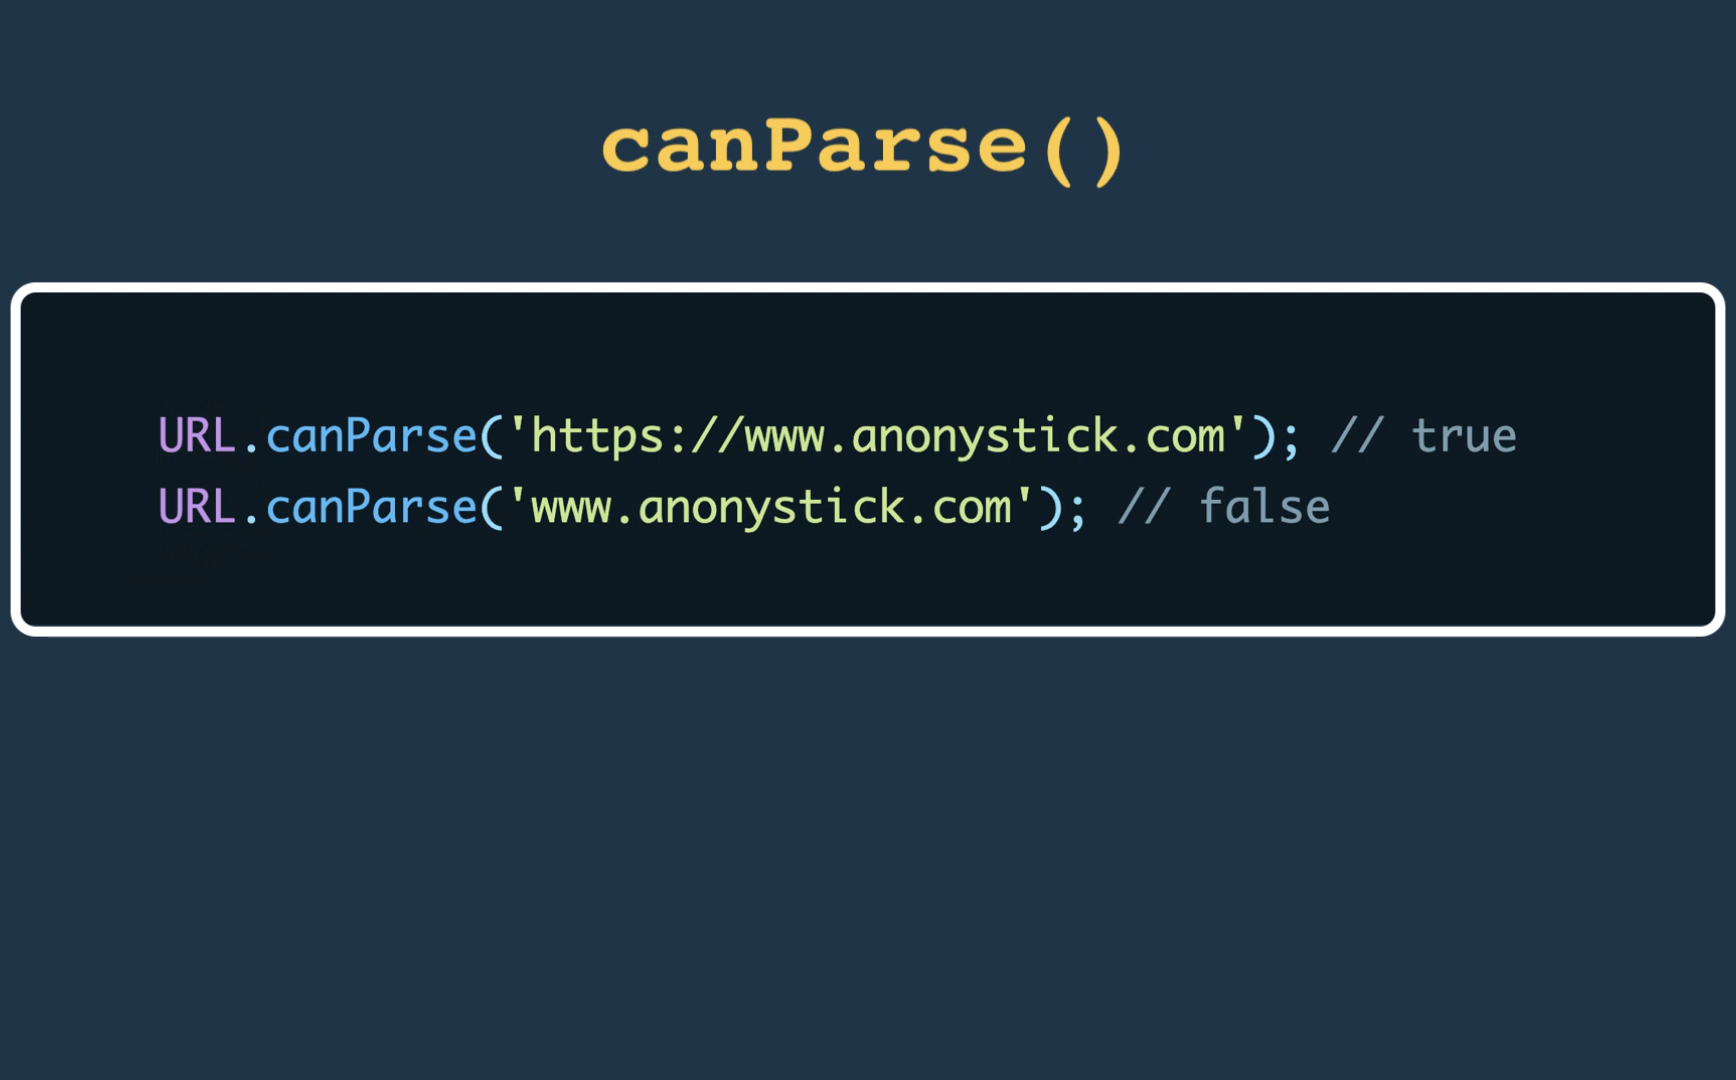 canParse()
URL.canParse('https://www.anonystick.com'); // true
URL.canParse('www.anonystick.com'); // false